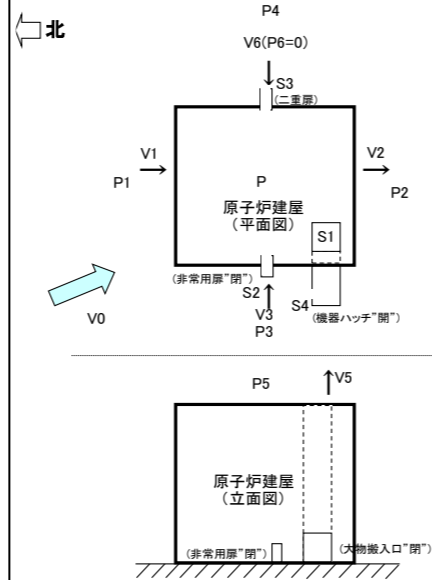 P4
北
V6(P6=0)
S3
(二重扉)
V1
V2
P1
P
P2
原子炉建屋
(平面図)
S1
(非常用扉"閉")
S2
S4
(機器ハッチ"開")
V0
V3
P3
P5
V5
原子炉建屋
(立面図)
(非常用扉"閉")
(大物搬入口"閉")